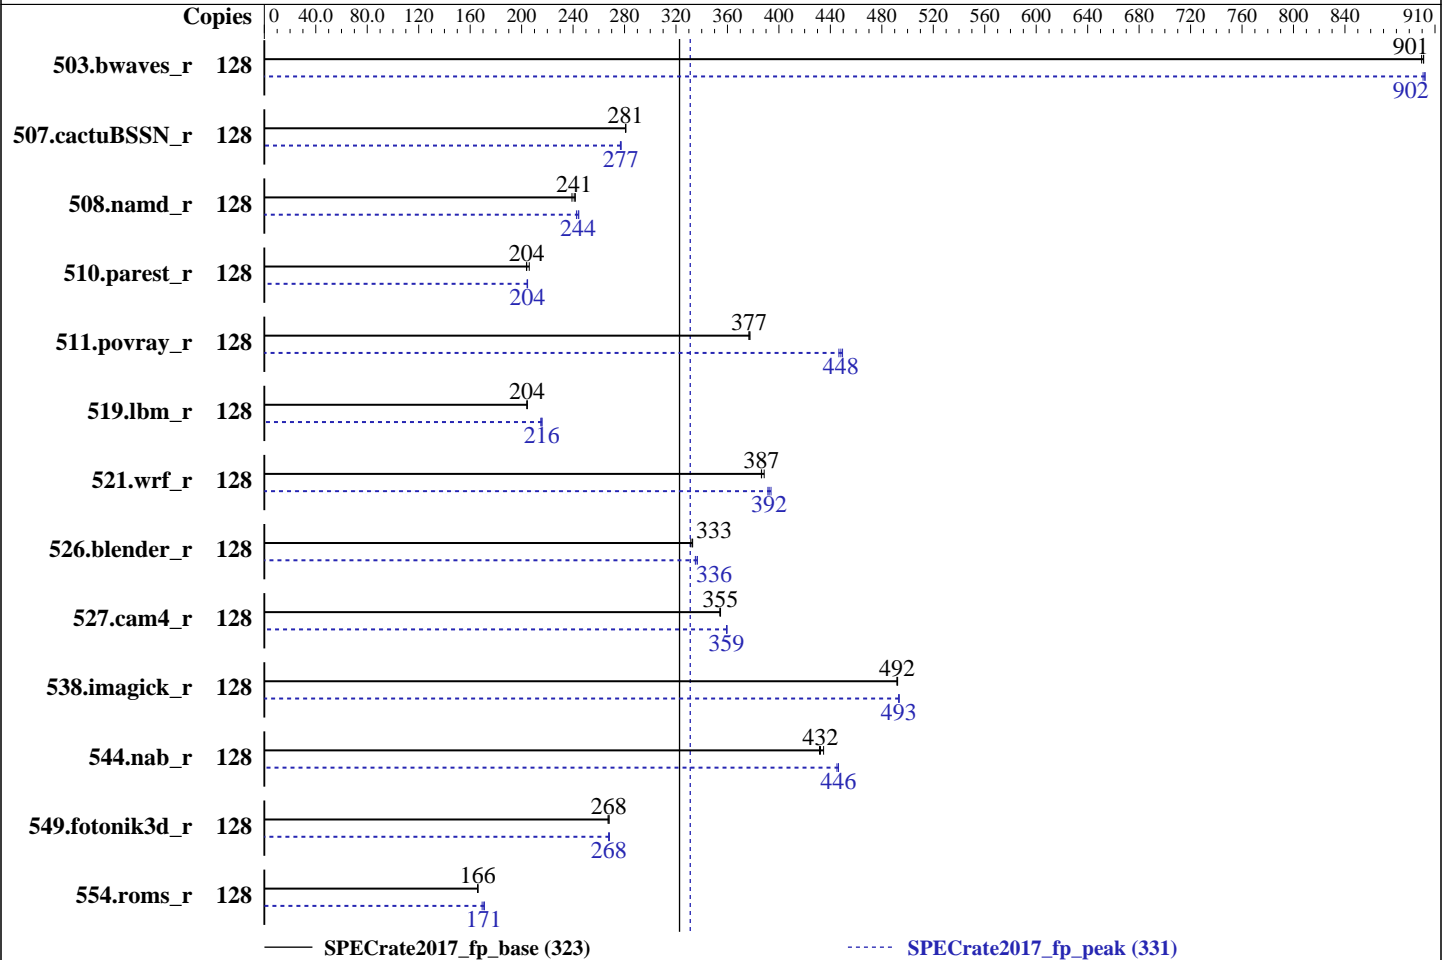 Copies 0 40.0 80.0 120 160 200 240 280 320 360 400 440 480 520 560 600 640 680 720 760 800 840 910
503.bwaves_r 128 901
902
507.cactuBSSN_r 128 281
277
508.namd_r 128 241
244
510.parest_r 128 204
204
511.povray_r 128 377
448
519.lbm_r 128 204
216
521.wrf_r 128 387
392
526.blender_r 128 333
336
527.cam4_r 128 355
359
538.imagick_r 128 492
493
544.nab_r 128 432
446
549.fotonik3d_r 128 268
268
554.roms_r 128 166
171
SPECrate2017_fp_base (323) SPECrate2017_fp_peak (331)